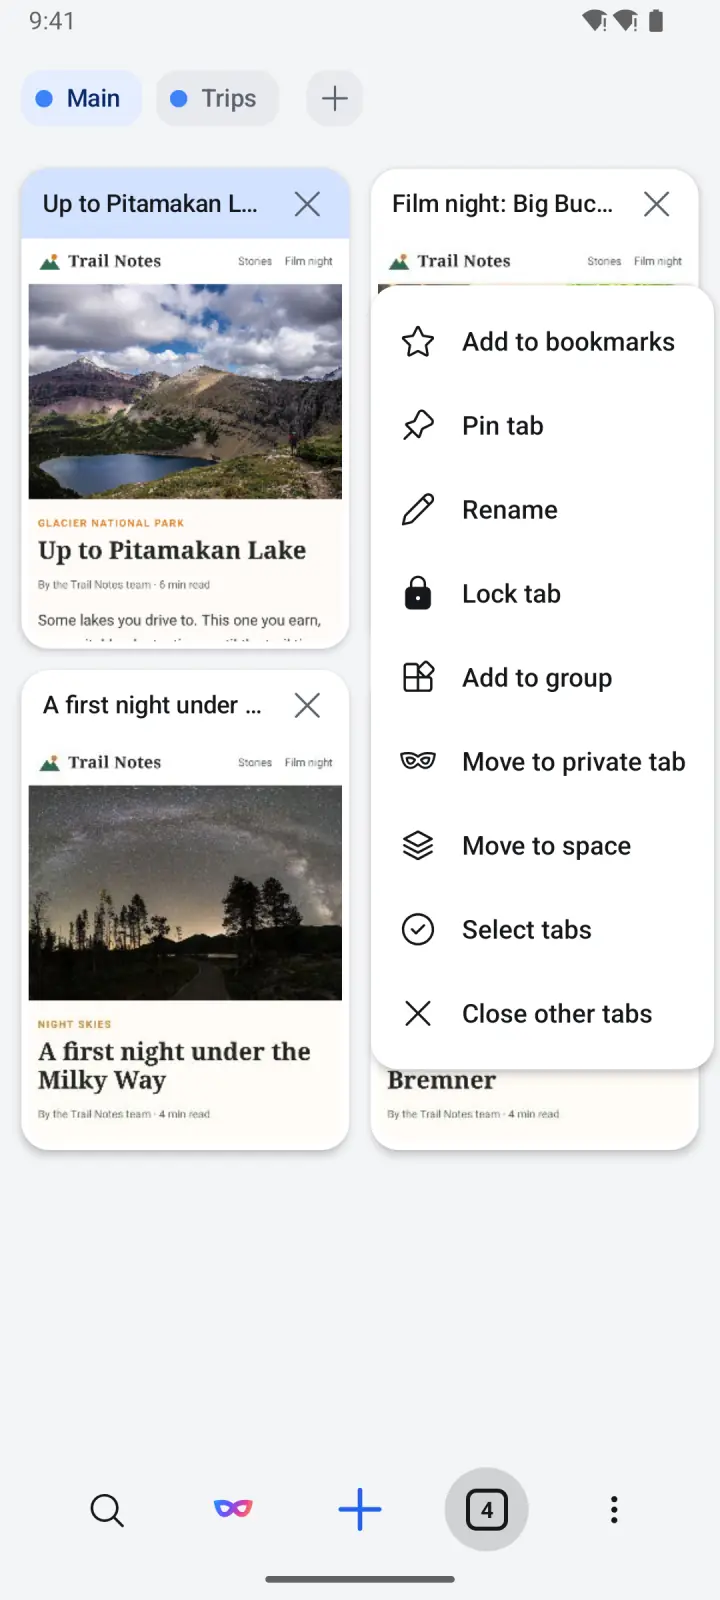 9:41
Main
Trips
Up to Pitamakan L...
Film night: Big Buc...
Trail Notes
Stories Film night
Trail Notes
Stories Film night
GLACIER NATIONAL PARK
Up to Pitamakan Lake
By the Trail Notes team · 6 min read
Some lakes you drive to. This one you earn,
Add to bookmarks
Pin tab
Rename
Lock tab
Add to group
Move to private tab
Move to space
Select tabs
Close other tabs
A first night under ...
Trail Notes
Stories Film night
NIGHT SKIES
A first night under the
Milky Way
By the Trail Notes team · 4 min read
Bremner
By the Trail Notes team · 4 min read
4